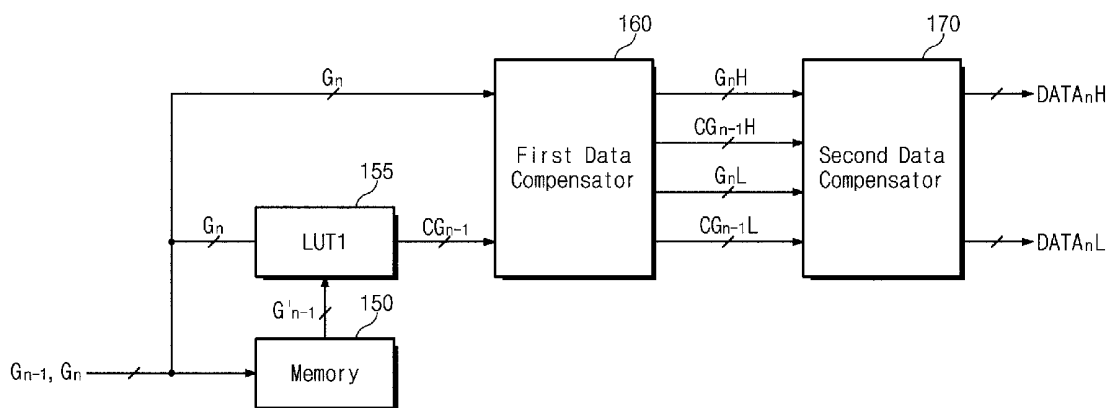 160
170
Gn
GnH
DATAnH
CGn-1H
First Data
Compensator
Second Data
Compensator
155
GnL
Gn
LUT1
CGn-1
CGn-1L
DATAnL
G'n-1
150
Gn-1, Gn
Memory